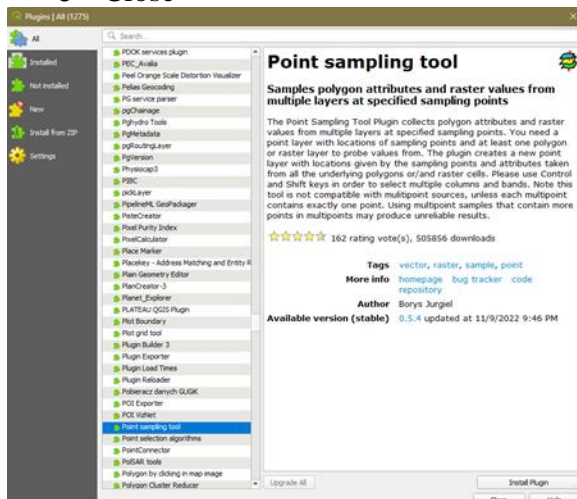 Plugins | All (1275)
All
Installed
Not installed
New
Install from ZIP
Settings
Search...
PDOK services plugin
PEC_Avalia
Peel Orange Scale Distortion Visualizer
Pelias Geocoding
PG service parser
pgChainage
Pghydro Tools
PgMetadata
pgRoutingLayer
PgVersion
Physiocap3
PIBC
pickLayer
PipelineML GeoPackager
PisteCreator
Pixel Purity Index
PixelCalculator
Place Marker
Placekey - Address Matching and Entity R
Plain Geometry Editor
PlanCreator-3
Planet_Explorer
PLATEAU QGIS Plugin
Plot Boundary
Plot grid tool
Plugin Builder 3
Plugin Exporter
Plugin Load Times
Plugin Reloader
Pobieracz danych GUGiK
POI Exporter
POI VizNet
Point sampling tool
Point selection algorithms
PointConnector
PolSAR tools
Polygon by clicking in map image
Polygon Cluster Reducer
Point sampling tool
Samples polygon attributes and raster values from
multiple layers at specified sampling points
The Point Sampling Tool Plugin collects polygon attributes and raster
values from multiple layers at specified sampling points. You need a
point layer with locations of sampling points and at least one polygon
or raster layer to probe values from. The plugin creates a new point
layer with locations given by the sampling points and attributes taken
from all the underlying polygons or/and raster cells. Please use Control
and Shift keys in order to select multiple columns and bands. Note this
tool is not compatible with mulitipoint sources, unless each multipoint
contains exactly one point. Using multipoint samples that contain more
points in multipoints may produce unreliable results.
162 rating vote(s), 505856 downloads
Tags vector, raster, sample, point
More info homepage bug tracker code
repository
Author Borys Jurgiel
Available version (stable) 0.5.4 updated at 11/9/2022 9:46 PM
Upgrade All
Install Plugin